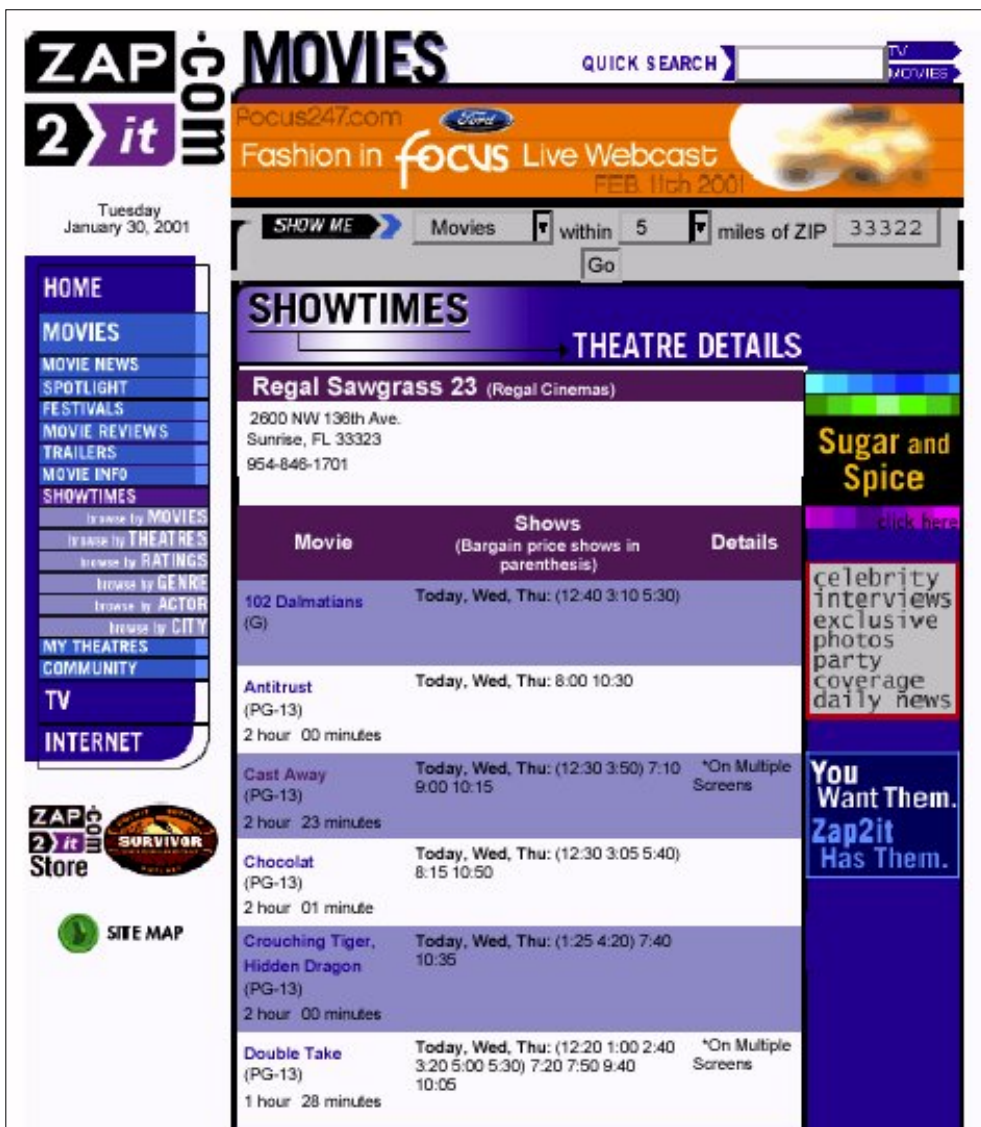 ZAP
2 it
.com
MOVIES
QUICK SEARCH
TV
MOVIES
Focus247.com
Ford
Fashion in focus Live Webcast
FEB 11th 2001
Tuesday
January 30, 2001
SHOW ME Movies within 5 miles of ZIP 33322
Go
HOME
MOVIES
MOVIE NEWS
SPOTLIGHT
FESTIVALS
MOVIE REVIEWS
TRAILERS
MOVIE INFO
SHOWTIMES
browse by MOVIES
browse by THEATRES
browse by RATINGS
browse by GENRE
browse by ACTOR
browse by CITY
MY THEATRES
COMMUNITY
TV
INTERNET
ZAP
2 it
.com
Store
SURVIVOR
SITE MAP
SHOWTIMES
THEATRE DETAILS
Regal Sawgrass 23 (Regal Cinemas)
2600 NW 136th Ave.
Sunrise, FL 33323
954-846-1701
Movie
Shows
(Bargain price shows in
parenthesis)
Details
102 Dalmatians
(G)
Today, Wed, Thu: (12:40 3:10 5:30)
Antitrust
(PG-13)
2 hour 00 minutes
Today, Wed, Thu: 8:00 10:30
Cast Away
(PG-13)
2 hour 23 minutes
Today, Wed, Thu: (12:30 3:50) 7:10
9:00 10:15
*On Multiple
Screens
Chocolat
(PG-13)
2 hour 01 minute
Today, Wed, Thu: (12:30 3:05 5:40)
8:15 10:50
Crouching Tiger,
Hidden Dragon
(PG-13)
2 hour 00 minutes
Today, Wed, Thu: (1:25 4:20) 7:40
10:35
Double Take
(PG-13)
1 hour 28 minutes
Today, Wed, Thu: (12:20 1:00 2:40
3:20 5:00 5:30) 7:20 7:50 9:40
10:05
*On Multiple
Screens
Sugar and
Spice
click here
celebrity
interviews
exclusive
photos
party
coverage
daily news
You
Want Them.
Zap2it
Has Them.